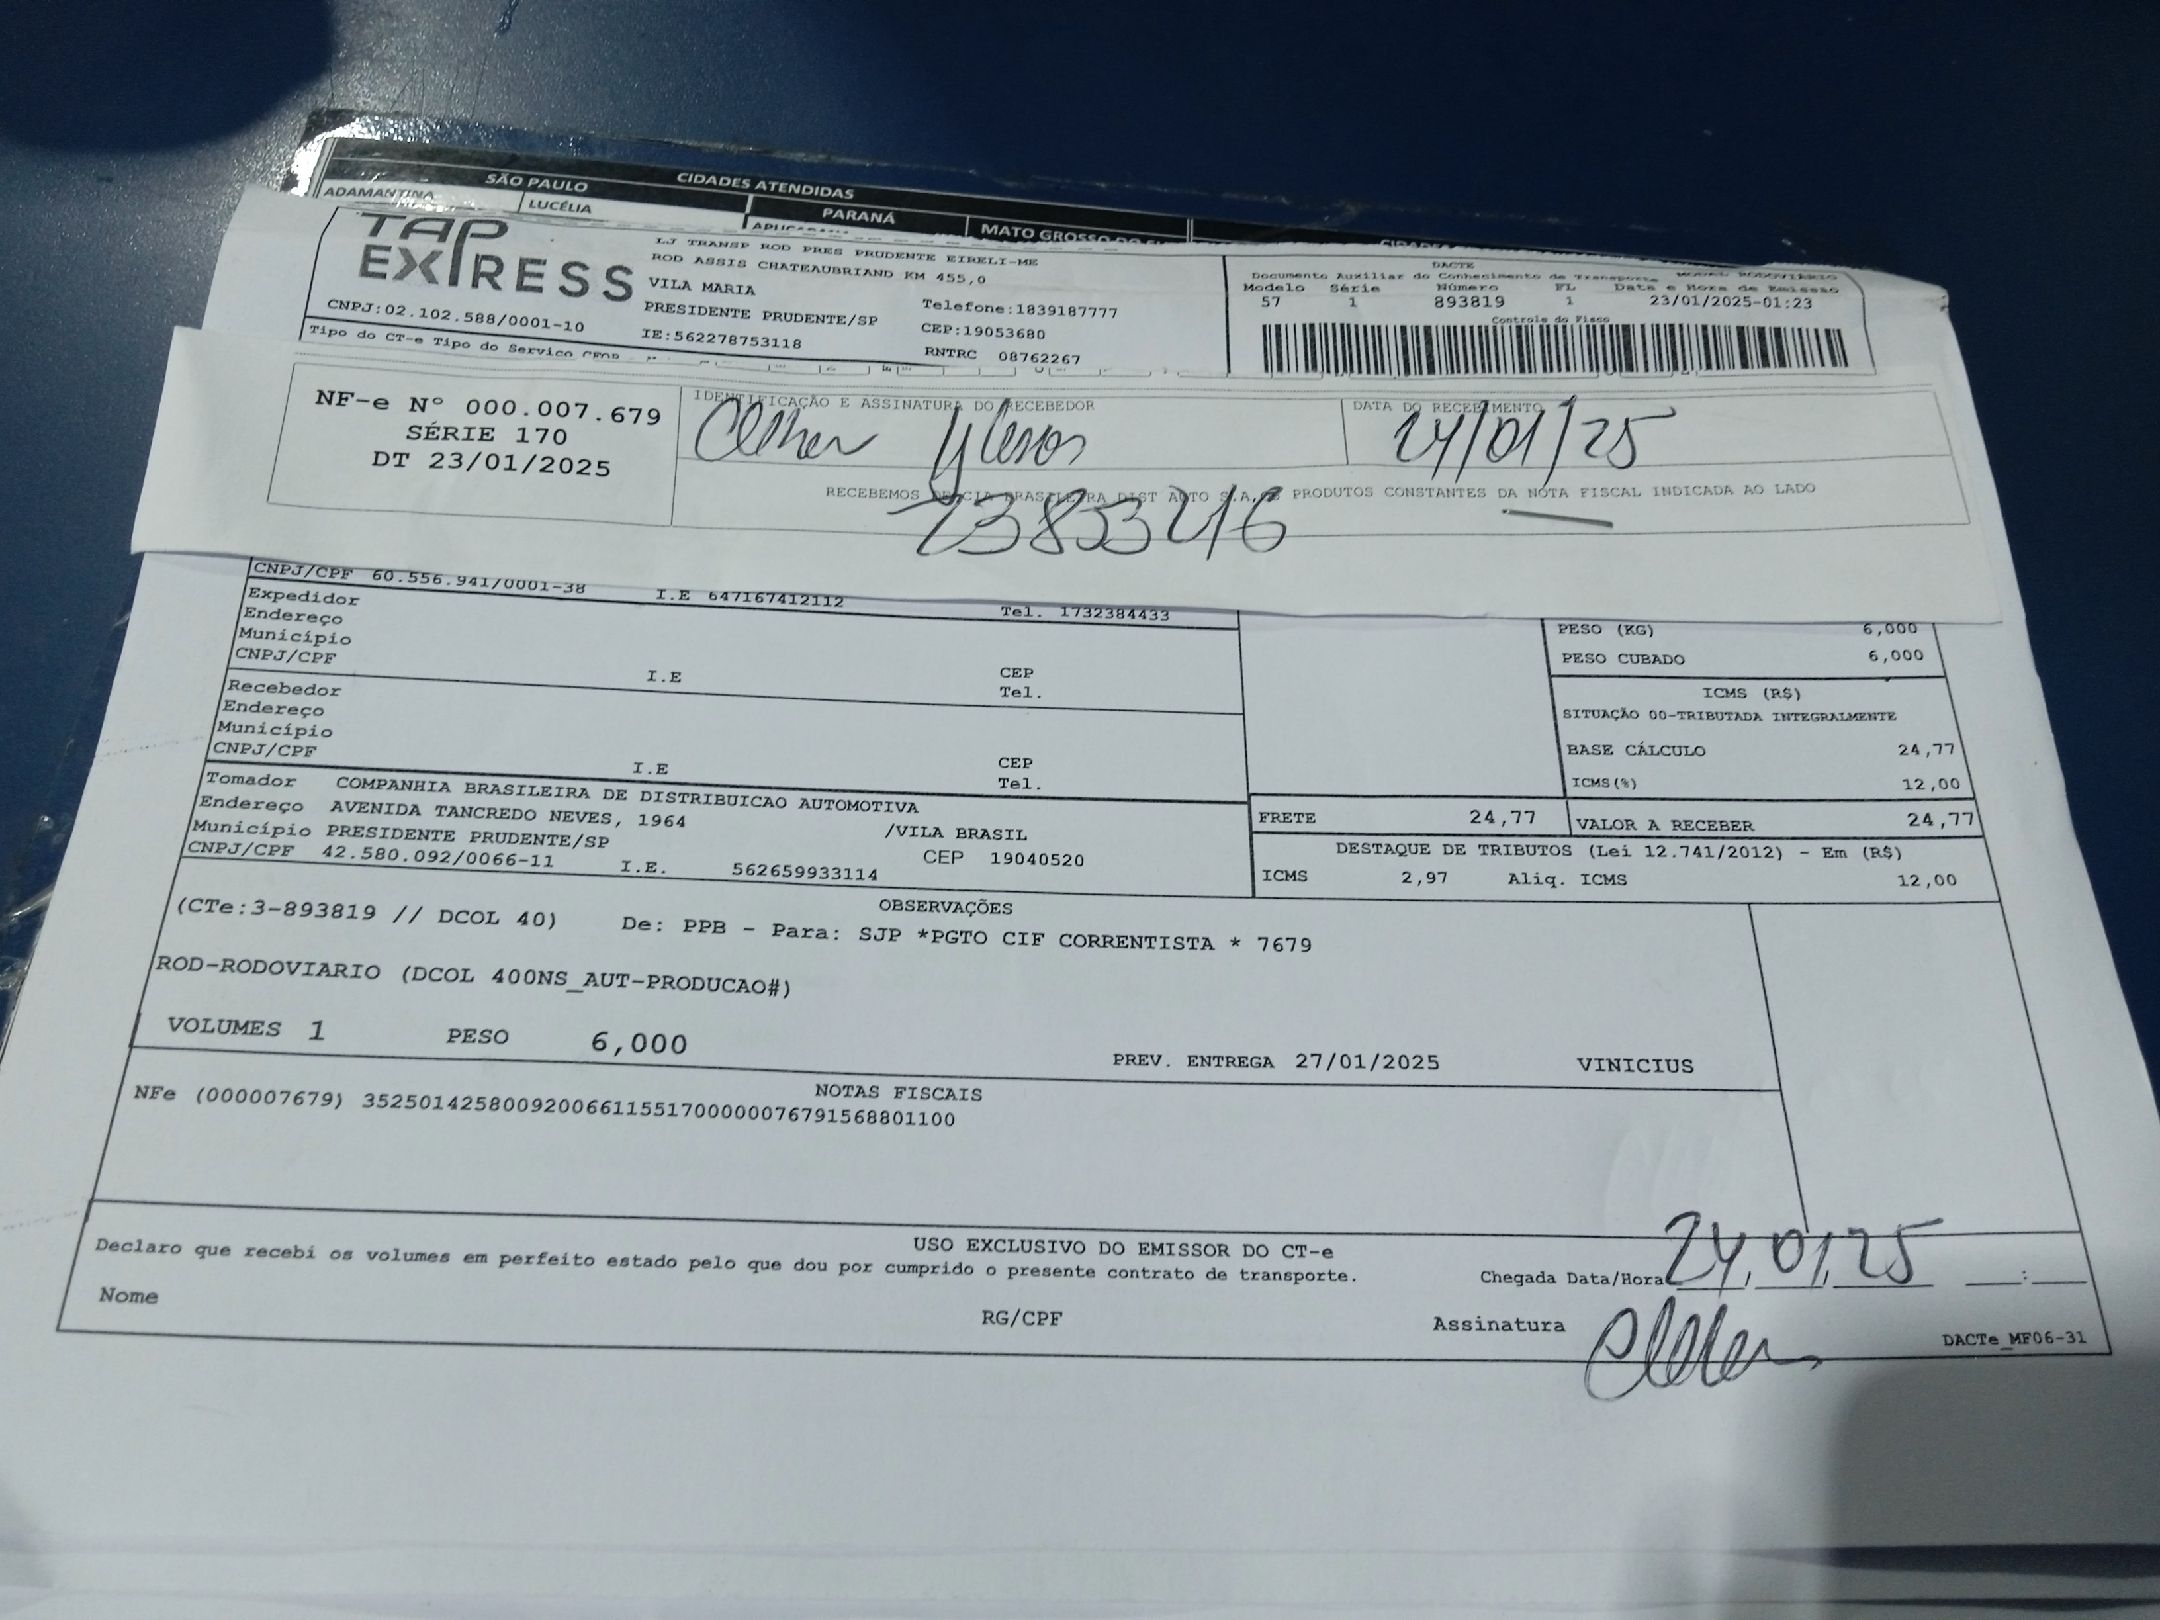 SÃO PAULO CIDADES ATENDIDAS
ADAMANTINA LUCÉLIA PARANÁ MATO GROSSO DO
TAP EXPRESS
LJ TRANSP ROD PRES PRUDENTE EIRELI-ME
ROD ASSIS CHATEAUBRIAND KM 455,0
VILA MARIA
PRESIDENTE PRUDENTE/SP
Telefone:1839187777
CEP:19053680
CNPJ:02.102.588/0001-10
IE:562278753118
RNTRC 08762267
Tipo do CT-e Tipo do Serviço CFOP
DACTE
Documento Auxiliar do Conhecimento de Transporte MODAL RODOVIÁRIO
Modelo Série Número FL Data e Hora de Emissão
57 1 893819 1 23/01/2025-01:23
Controle do Fisco
NF-e Nº 000.007.679
SÉRIE 170
DT 23/01/2025
IDENTIFICAÇÃO E ASSINATURA DO RECEBEDOR
DATA DO RECEBIMENTO
24/01/25
RECEBEMOS DE CIA BRASILEIRA DIST AUTO S.A, OS PRODUTOS CONSTANTES DA NOTA FISCAL INDICADA AO LADO
CNPJ/CPF 60.556.941/0001-38 I.E 647167412112 Tel. 1732384433
Expedidor
Endereço
Município CEP
CNPJ/CPF I.E Tel.
Recebedor
Endereço
Município CEP
CNPJ/CPF I.E Tel.
Tomador COMPANHIA BRASILEIRA DE DISTRIBUICAO AUTOMOTIVA
Endereço AVENIDA TANCREDO NEVES, 1964 /VILA BRASIL
Município PRESIDENTE PRUDENTE/SP CEP 19040520
CNPJ/CPF 42.580.092/0066-11 I.E. 562659933114
PESO (KG) 6,000
PESO CUBADO 6,000
ICMS (R$)
SITUAÇÃO 00-TRIBUTADA INTEGRALMENTE
BASE CÁLCULO 24,77
ICMS(%) 12,00
FRETE 24,77 VALOR A RECEBER 24,77
DESTAQUE DE TRIBUTOS (Lei 12.741/2012) - Em (R$)
ICMS 2,97 Aliq. ICMS 12,00
OBSERVAÇÕES
(CTe:3-893819 // DCOL 40) De: PPB - Para: SJP *PGTO CIF CORRENTISTA * 7679
ROD-RODOVIARIO (DCOL 400NS_AUT-PRODUCAO#)
VOLUMES 1 PESO 6,000 PREV. ENTREGA 27/01/2025 VINICIUS
NOTAS FISCAIS
NFe (000007679) 35250142580092006611551700000076791568801100
USO EXCLUSIVO DO EMISSOR DO CT-e
Declaro que recebi os volumes em perfeito estado pelo que dou por cumprido o presente contrato de transporte.
Chegada Data/Hora 24/01/25 __:__
Nome RG/CPF Assinatura
DACTe_MF06-31